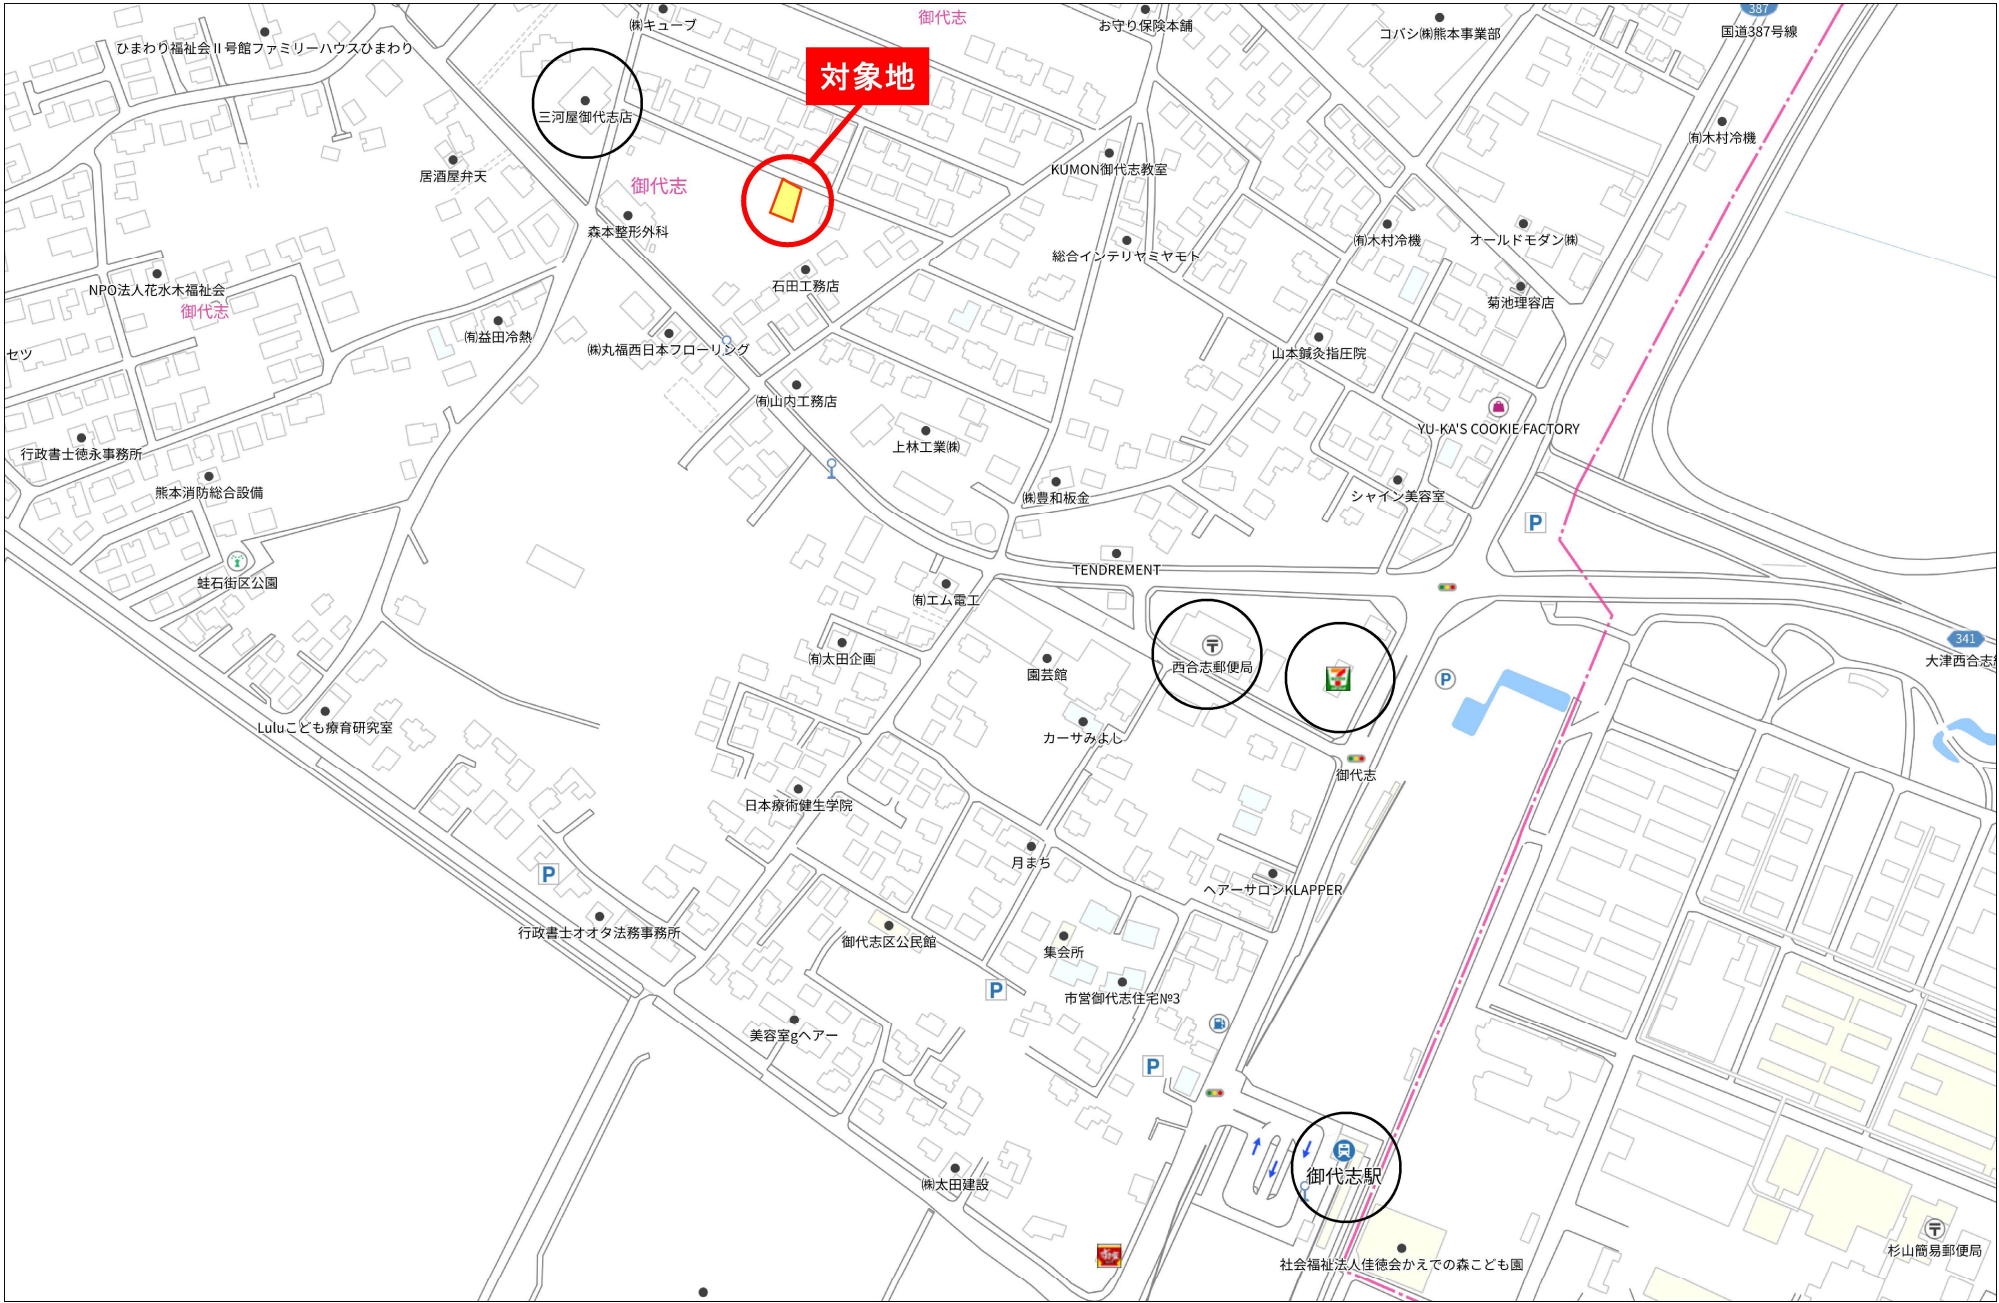 ㈱キューブ
御代志
お守り保険本舗
コバシ㈱熊本事業部
387
国道387号線
ひまわり福祉会Ⅱ号館ファミリーハウスひまわり
対象地
三河屋御代志店
㈲木村冷機
居酒屋弁天
御代志
KUMON御代志教室
森本整形外科
㈲木村冷機
オールドモダン㈱
総合インテリヤミヤモト
NPO法人花水木福祉会
御代志
石田工務店
菊池理容店
㈲益田冷熱
セツ
㈱丸福西日本フローリング
山本鍼灸指圧院
㈲山内工務店
YU-KA'S COOKIE FACTORY
行政書士徳永事務所
上林工業㈱
熊本消防総合設備
㈱豊和板金
シャイン美容室
P
蛙石街区公園
TENDREMENT
㈲エム電工
341
大津西合志線
㈲太田企画
園芸館
西合志郵便局
7
P
Luluこども療育研究室
カーサみよし
御代志
日本療術健生学院
月まち
P
ヘアーサロンKLAPPER
行政書士オオタ法務事務所
御代志区公民館
集会所
P
市営御代志住宅№3
美容室gヘアー
P
御代志駅
㈱太田建設
すき家
杉山簡易郵便局
社会福祉法人佳徳会かえでの森こども園